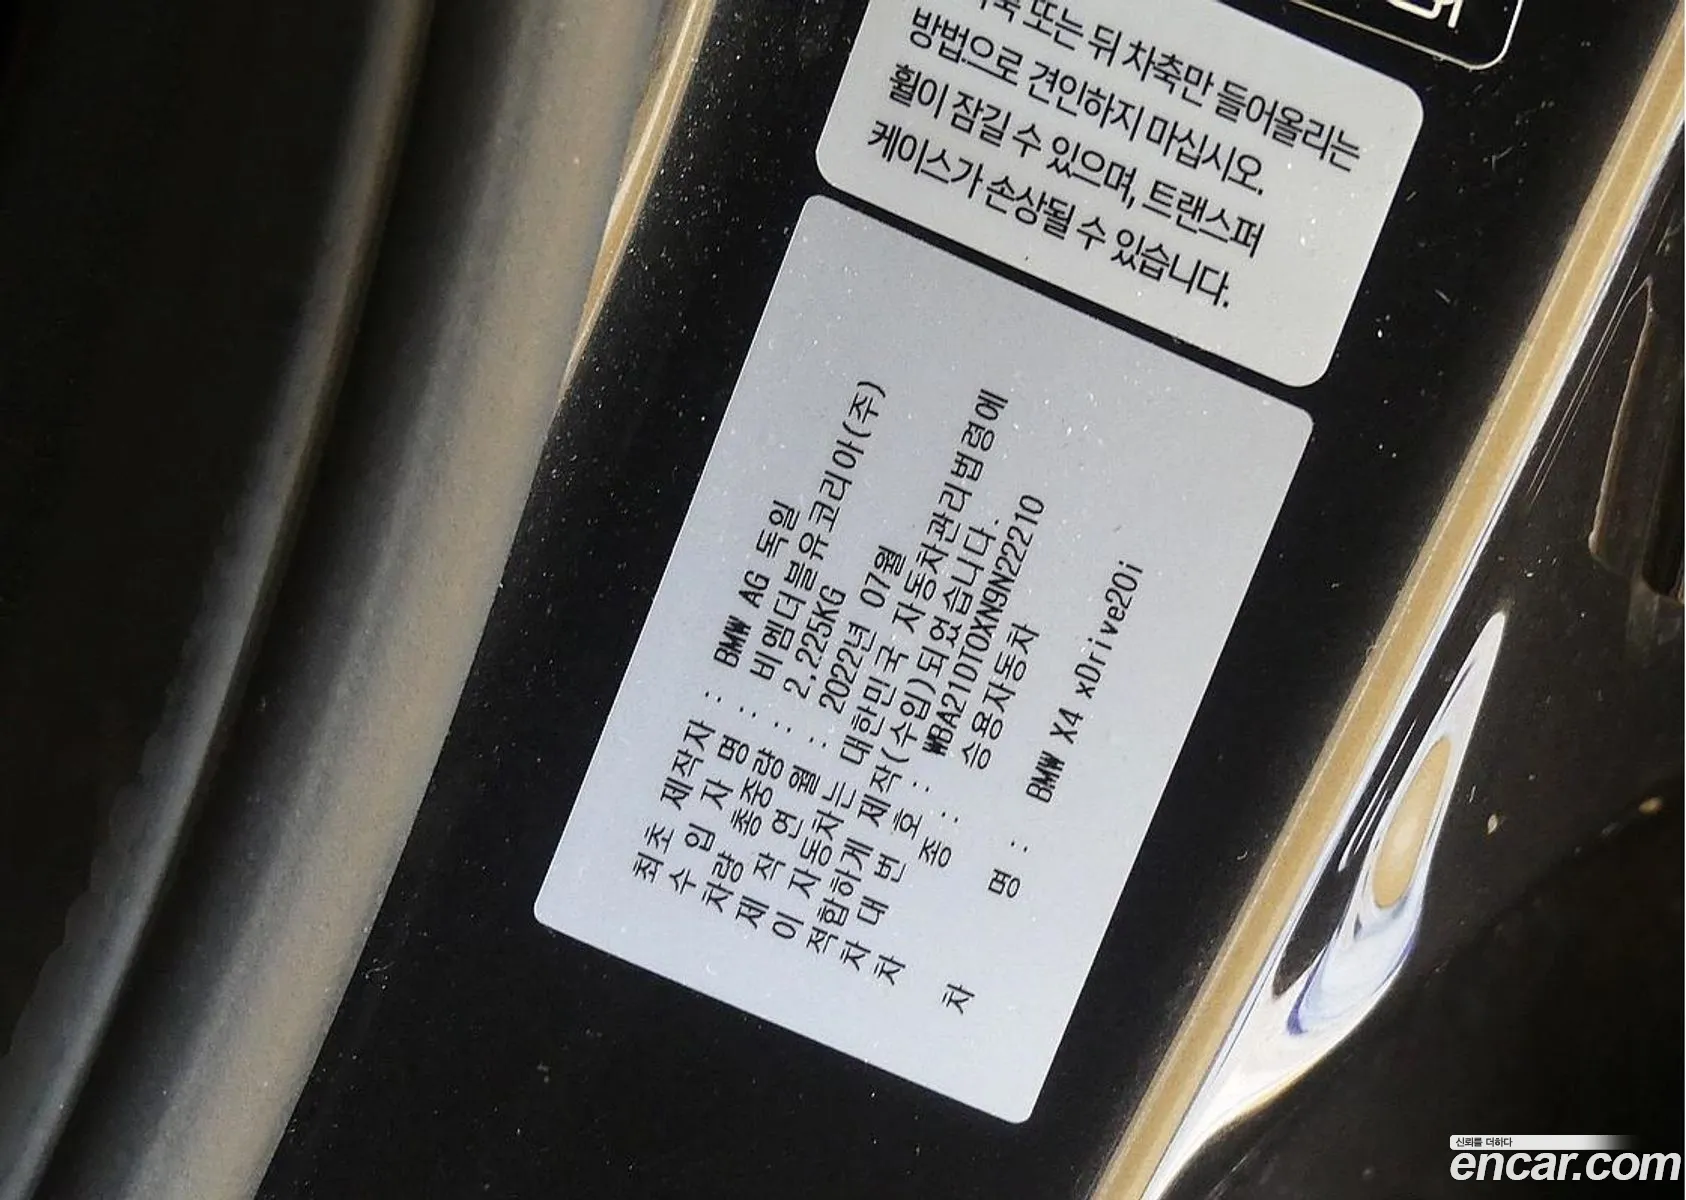 또는 뒤 차축만 들어올리는
방법으로 견인하지 마십시오.
휠이 잠길 수 있으며, 트랜스퍼
케이스가 손상될 수 있습니다.
최초 제작자 : BMW AG 독일
수 입 자 명 : 비엠더블유코리아(주)
차량 총중량 : 2,225KG
제 작 연 월 : 2022년 07월
이 자동차는 대한민국 자동차관리법령에
적합하게 제작(수입)되었습니다.
차 대 번 호 : WBA21DT0XN9N22210
차 종 : 승용자동차
차 명 : BMW X4 xDrive20i
신뢰를 더하다
encar.com